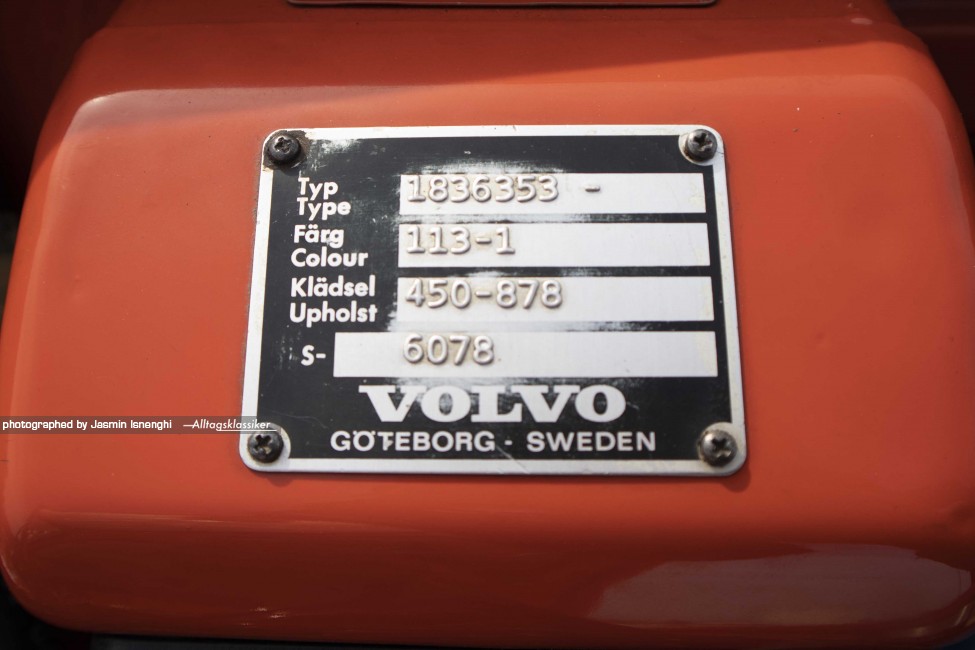 Typ
Type 1836353 -
Färg
Colour 113-1
Klädsel
Upholst 450-878
S- 6078
VOLVO
GÖTEBORG - SWEDEN
photographed by Jasmin Isnenghi —Alltagsklassiker